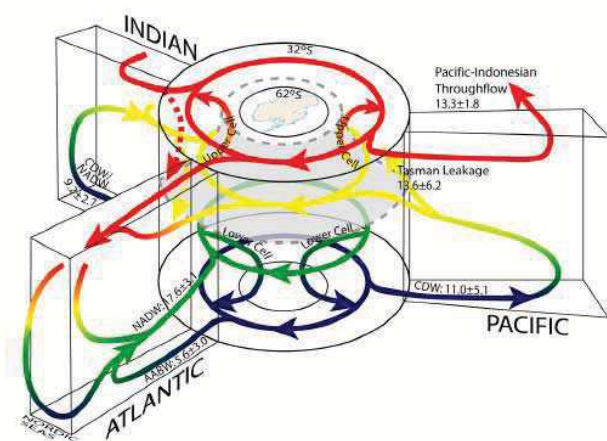 INDIAN
32°S
62°S
Pacific-Indonesian
Throughflow
13.3±1.8
Upper Cell
Upper Cell
Tasman Leakage
13.6±6.2
CDW/
NADW
9.2±2.7
Lower Cell
Lower Cell
CDW: 11.0±5.1
PACIFIC
NADW: 17.6±3.1
AABW: 5.6±3.0
ATLANTIC
NORDIC
SEAS